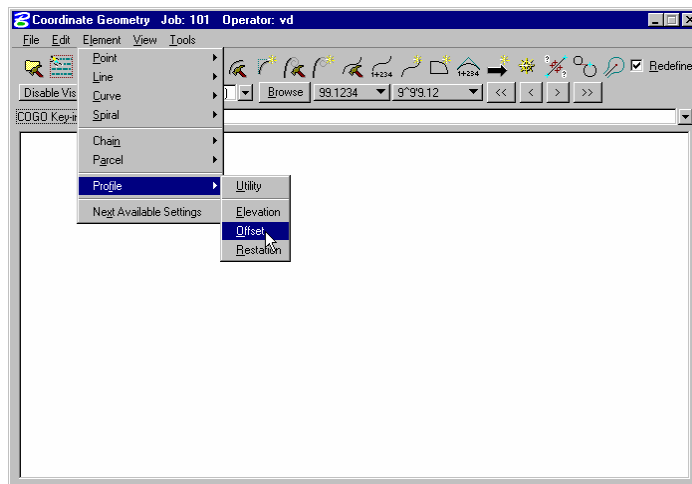 Coordinate Geometry Job: 101 Operator: vd
File Edit Element View Tools
Redefine
Disable Vis
Browse 99.1234 9^9'9.12 << < > >>
COGO Key-in
Point
Line
Curve
Spiral
Chain
Parcel
Profile
Next Available Settings
Utility
Elevation
Offset
Restation
1+234
1+234